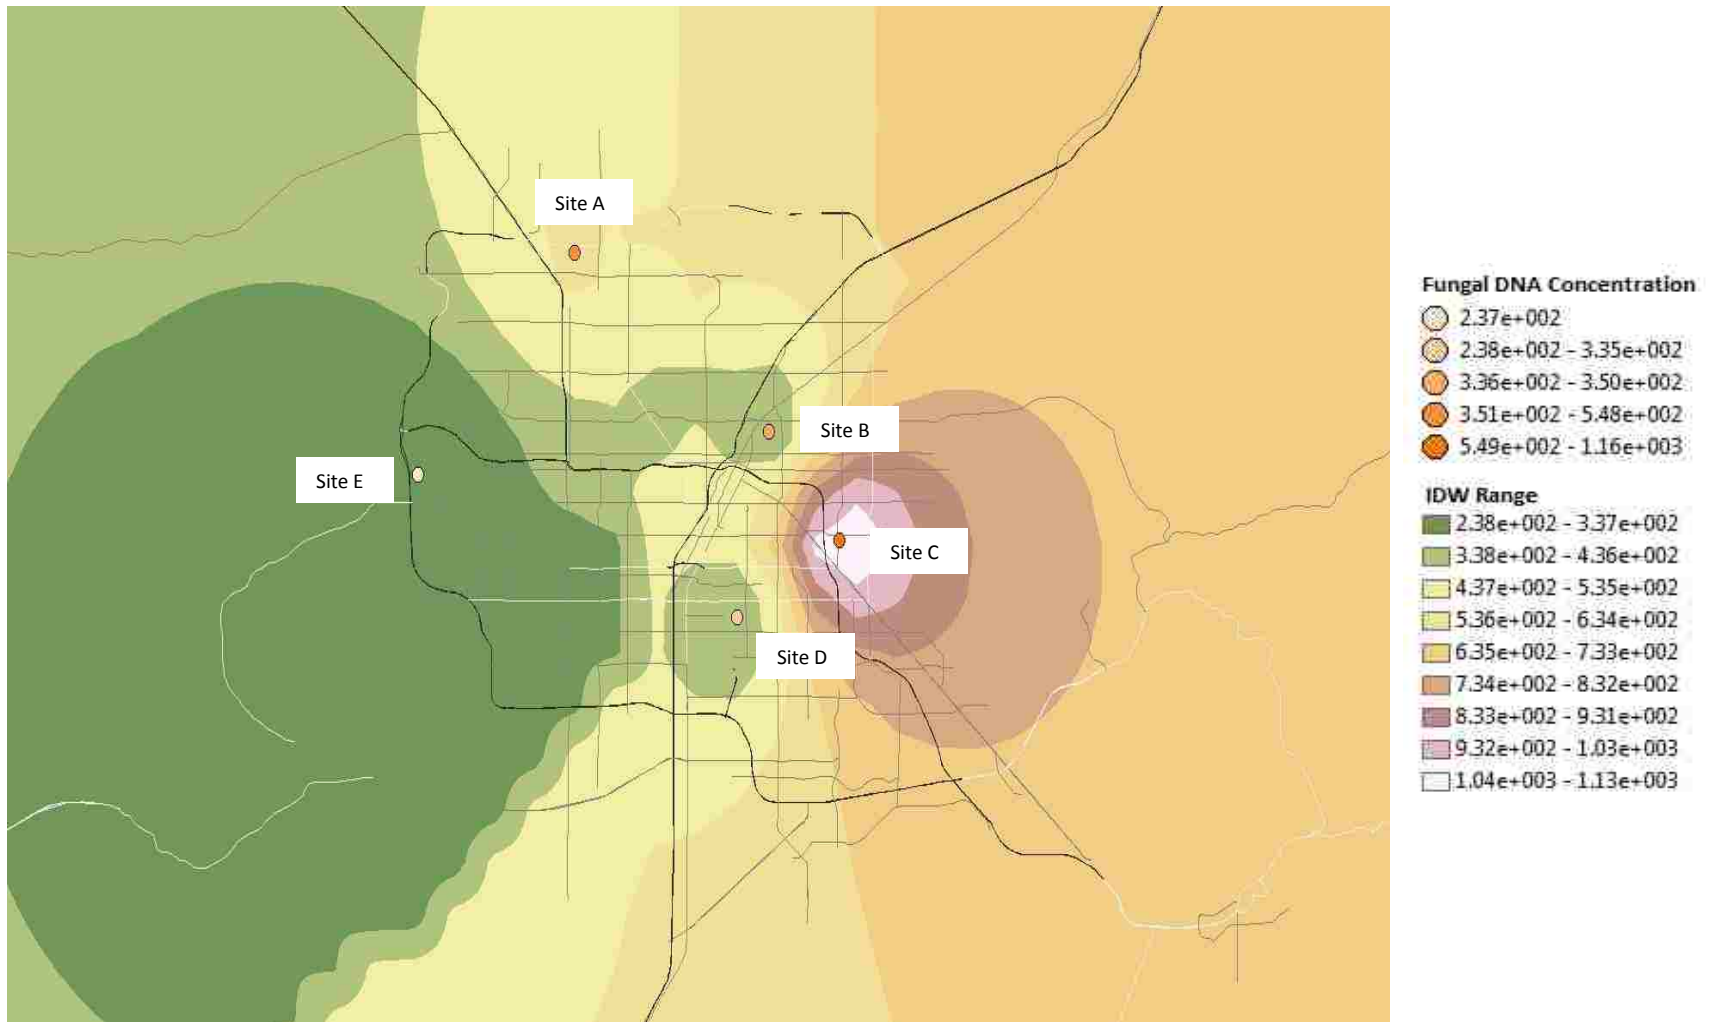 Site A
Site B
Site E
Site C
Site D
Fungal DNA Concentration
2.37e+002
2.38e+002 - 3.35e+002
3.36e+002 - 3.50e+002
3.51e+002 - 5.48e+002
5.49e+002 - 1.16e+003
IDW Range
2.38e+002 - 3.37e+002
3.38e+002 - 4.36e+002
4.37e+002 - 5.35e+002
5.36e+002 - 6.34e+002
6.35e+002 - 7.33e+002
7.34e+002 - 8.32e+002
8.33e+002 - 9.31e+002
9.32e+002 - 1.03e+003
1.04e+003 - 1.13e+003